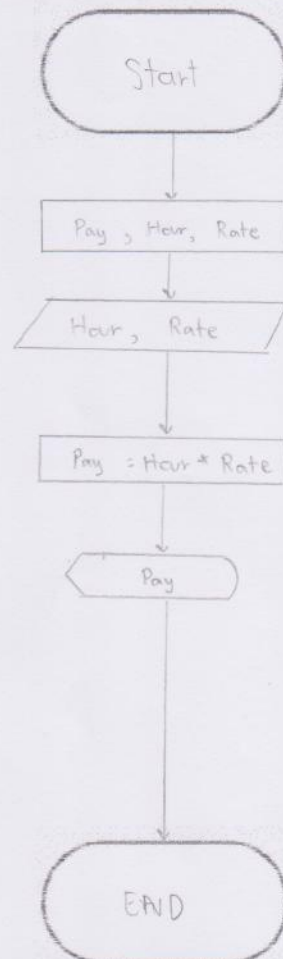 Start
Pay , Hour, Rate
Hour, Rate
Pay = Hour * Rate
Pay
END